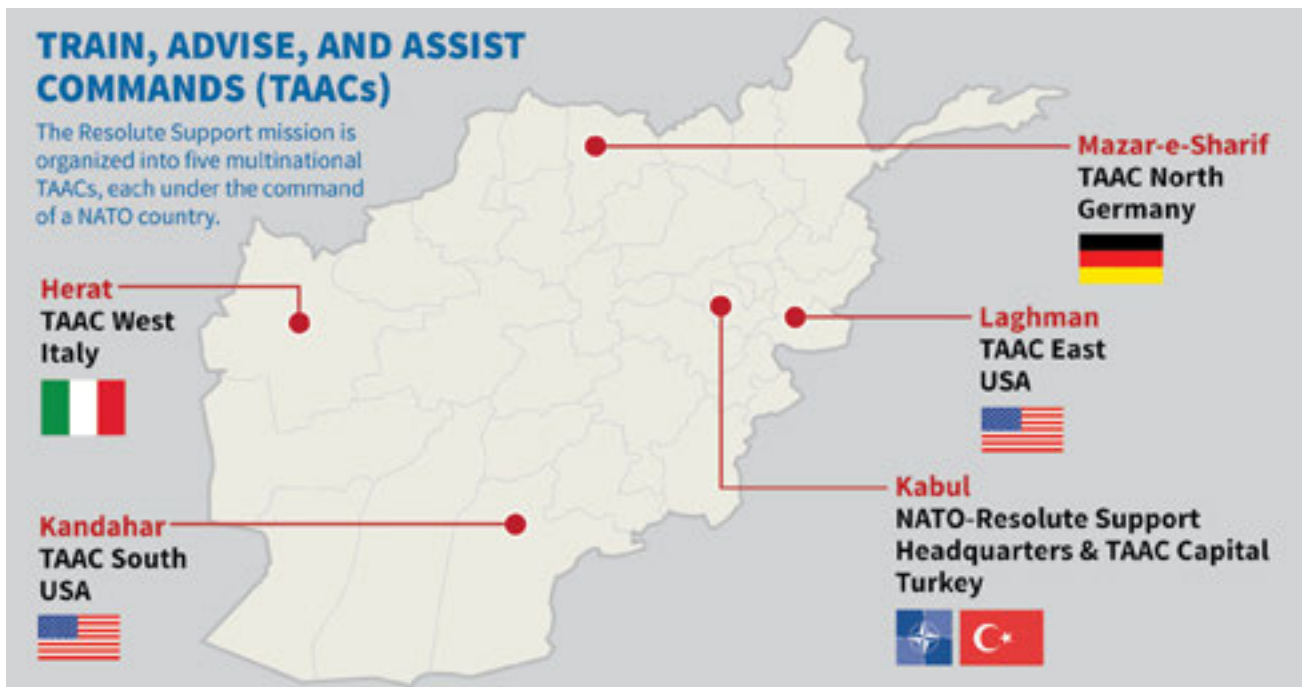 TRAIN, ADVISE, AND ASSIST
COMMANDS (TAACs)
The Resolute Support mission is
organized into five multinational
TAACs, each under the command
of a NATO country.
Mazar-e-Sharif
TAAC North
Germany
Herat
TAAC West
Italy
Laghman
TAAC East
USA
Kabul
NATO-Resolute Support
Headquarters & TAAC Capital
Turkey
Kandahar
TAAC South
USA